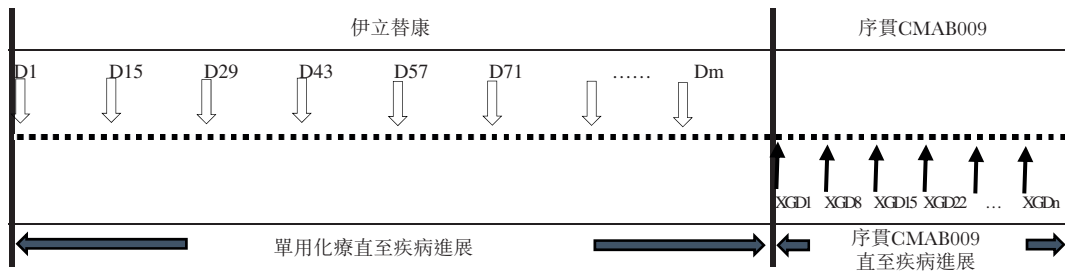 伊立替康
序貫CMAB009
D1 D15 D29 D43 D57 D71 …… Dm
XGD1 XGD8 XGD15 XGD22 … XGDn
單用化療直至疾病進展
序貫CMAB009
直至疾病進展